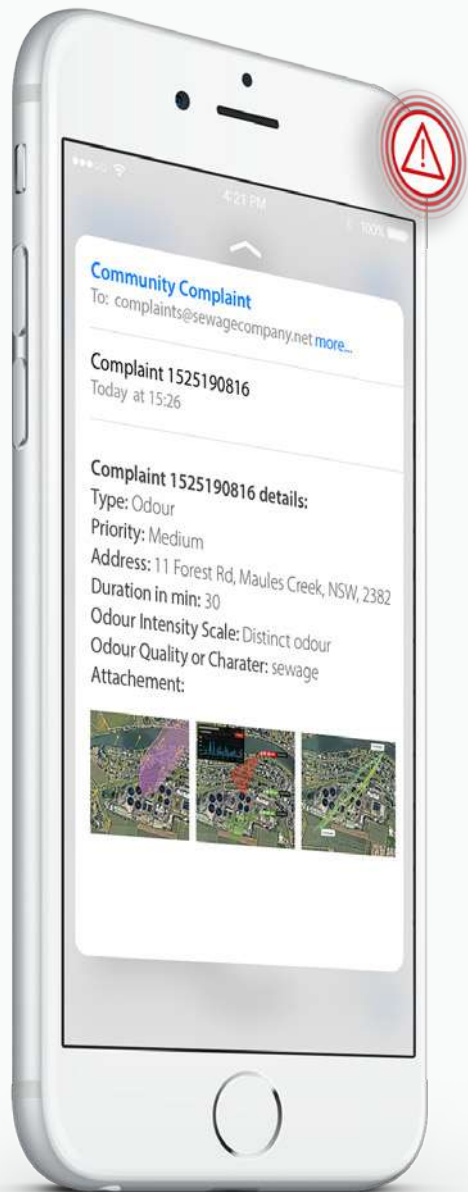 4:21 PM
100%
Community Complaint
To: complaints@sewagecompany.net more...
Complaint 1525190816
Today at 15:26
Complaint 1525190816 details:
Type: Odour
Priority: Medium
Address: 11 Forest Rd, Maules Creek, NSW, 2382
Duration in min: 30
Odour Intensity Scale: Distinct odour
Odour Quality or Charater: sewage
Attachement: